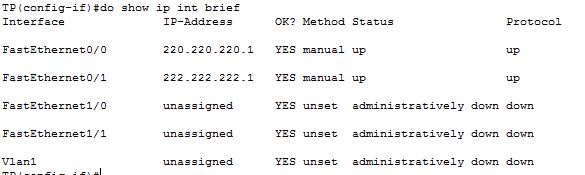 TP(config-if)#do show ip int brief
Interface IP-Address OK? Method Status Protocol
FastEthernet0/0 220.220.220.1 YES manual up up
FastEthernet0/1 222.222.222.1 YES manual up up
FastEthernet1/0 unassigned YES unset administratively down down
FastEthernet1/1 unassigned YES unset administratively down down
Vlan1 unassigned YES unset administratively down down
TP(config-if)#